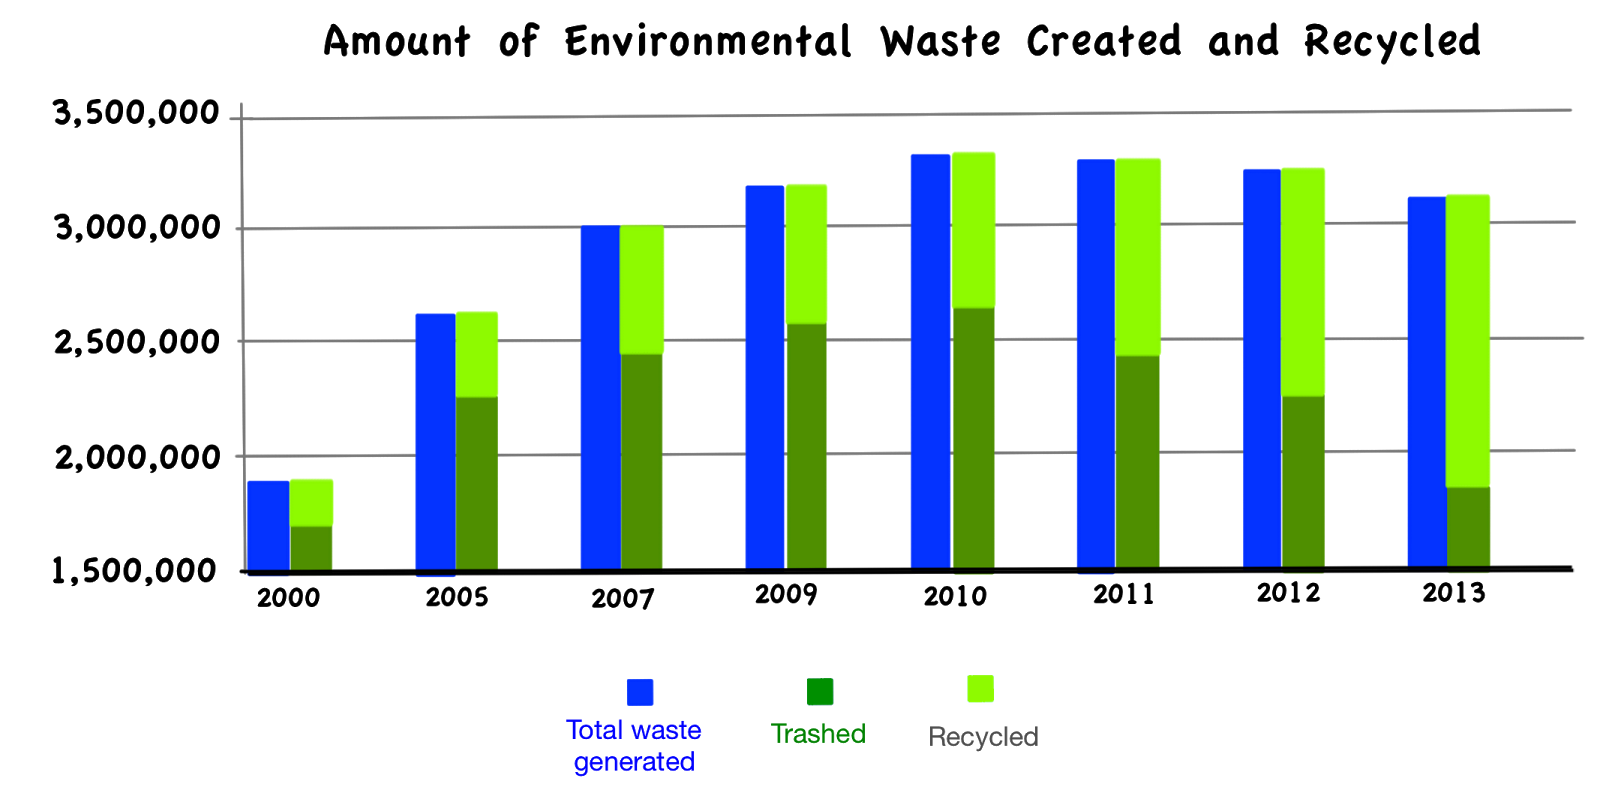 Amount of Environmental Waste Created and Recycled
3,500,000
3,000,000
2,500,000
2,000,000
1,500,000
2000 2005 2007 2009 2010 2011 2012 2013
Total waste generated
Trashed
Recycled